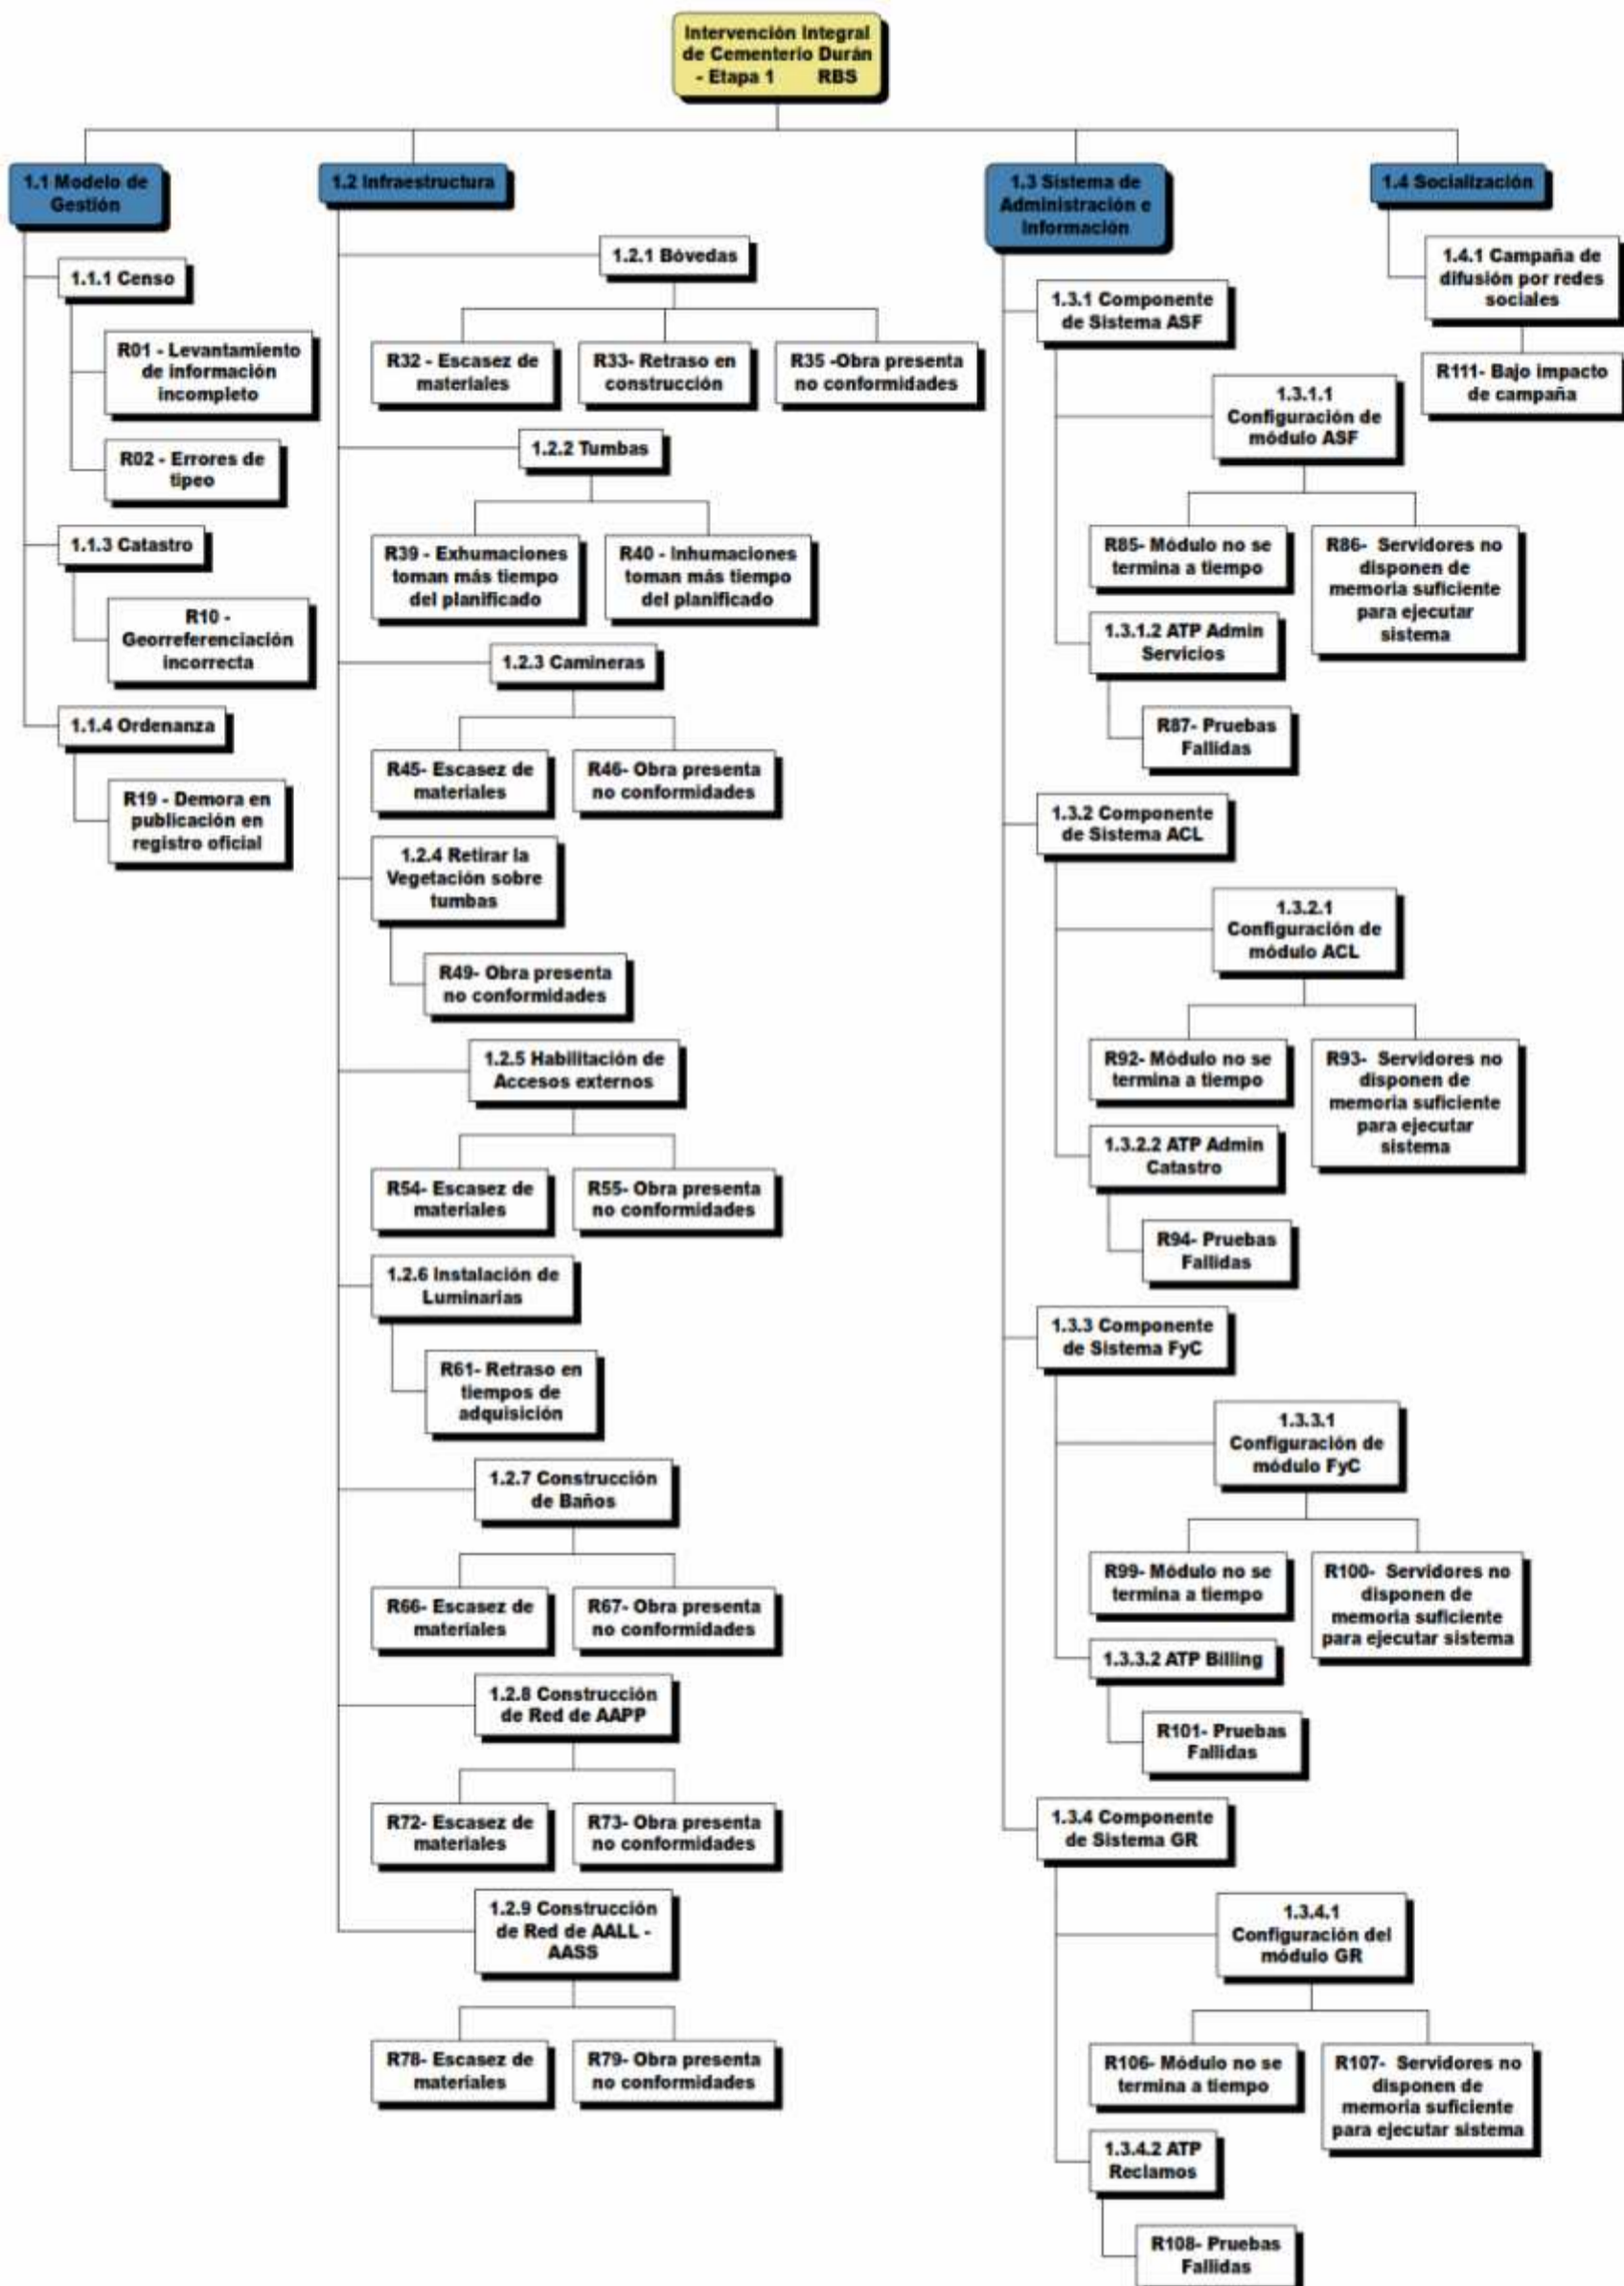 Intervención Integral
de Cementerio Durán
- Etapa 1 RBS
1.1 Modelo de
Gestión
1.1.1 Censo
R01 - Levantamiento
de información
incompleto
R02 - Errores de
tipeo
1.1.3 Catastro
R10 -
Georreferenciación
incorrecta
1.1.4 Ordenanza
R19 - Demora en
publicación en
registro oficial
1.2 Infraestructura
1.2.1 Bóvedas
R32 - Escasez de
materiales
R33- Retraso en
construcción
R35 -Obra presenta
no conformidades
1.2.2 Tumbas
R39 - Exhumaciones
toman más tiempo
del planificado
R40 - Inhumaciones
toman más tiempo
del planificado
1.2.3 Camineras
R45- Escasez de
materiales
R46- Obra presenta
no conformidades
1.2.4 Retirar la
Vegetación sobre
tumbas
R49- Obra presenta
no conformidades
1.2.5 Habilitación de
Accesos externos
R54- Escasez de
materiales
R55- Obra presenta
no conformidades
1.2.6 Instalación de
Luminarias
R61- Retraso en
tiempos de
adquisición
1.2.7 Construcción
de Baños
R66- Escasez de
materiales
R67- Obra presenta
no conformidades
1.2.8 Construcción
de Red de AAPP
R72- Escasez de
materiales
R73- Obra presenta
no conformidades
1.2.9 Construcción
de Red de AALL -
AASS
R78- Escasez de
materiales
R79- Obra presenta
no conformidades
1.3 Sistema de
Administración e
Información
1.3.1 Componente
de Sistema ASF
1.3.1.1
Configuración de
módulo ASF
R85- Módulo no se
termina a tiempo
R86- Servidores no
disponen de
memoria suficiente
para ejecutar
sistema
1.3.1.2 ATP Admin
Servicios
R87- Pruebas
Fallidas
1.3.2 Componente
de Sistema ACL
1.3.2.1
Configuración de
módulo ACL
R92- Módulo no se
termina a tiempo
R93- Servidores no
disponen de
memoria suficiente
para ejecutar
sistema
1.3.2.2 ATP Admin
Catastro
R94- Pruebas
Fallidas
1.3.3 Componente
de Sistema FyC
1.3.3.1
Configuración de
módulo FyC
R99- Módulo no se
termina a tiempo
R100- Servidores no
disponen de
memoria suficiente
para ejecutar sistema
1.3.3.2 ATP Billing
R101- Pruebas
Fallidas
1.3.4 Componente
de Sistema GR
1.3.4.1
Configuración del
módulo GR
R106- Módulo no se
termina a tiempo
R107- Servidores no
disponen de
memoria suficiente
para ejecutar sistema
1.3.4.2 ATP
Reclamos
R108- Pruebas
Fallidas
1.4 Socialización
1.4.1 Campaña de
difusión por redes
sociales
R111- Bajo impacto
de campaña